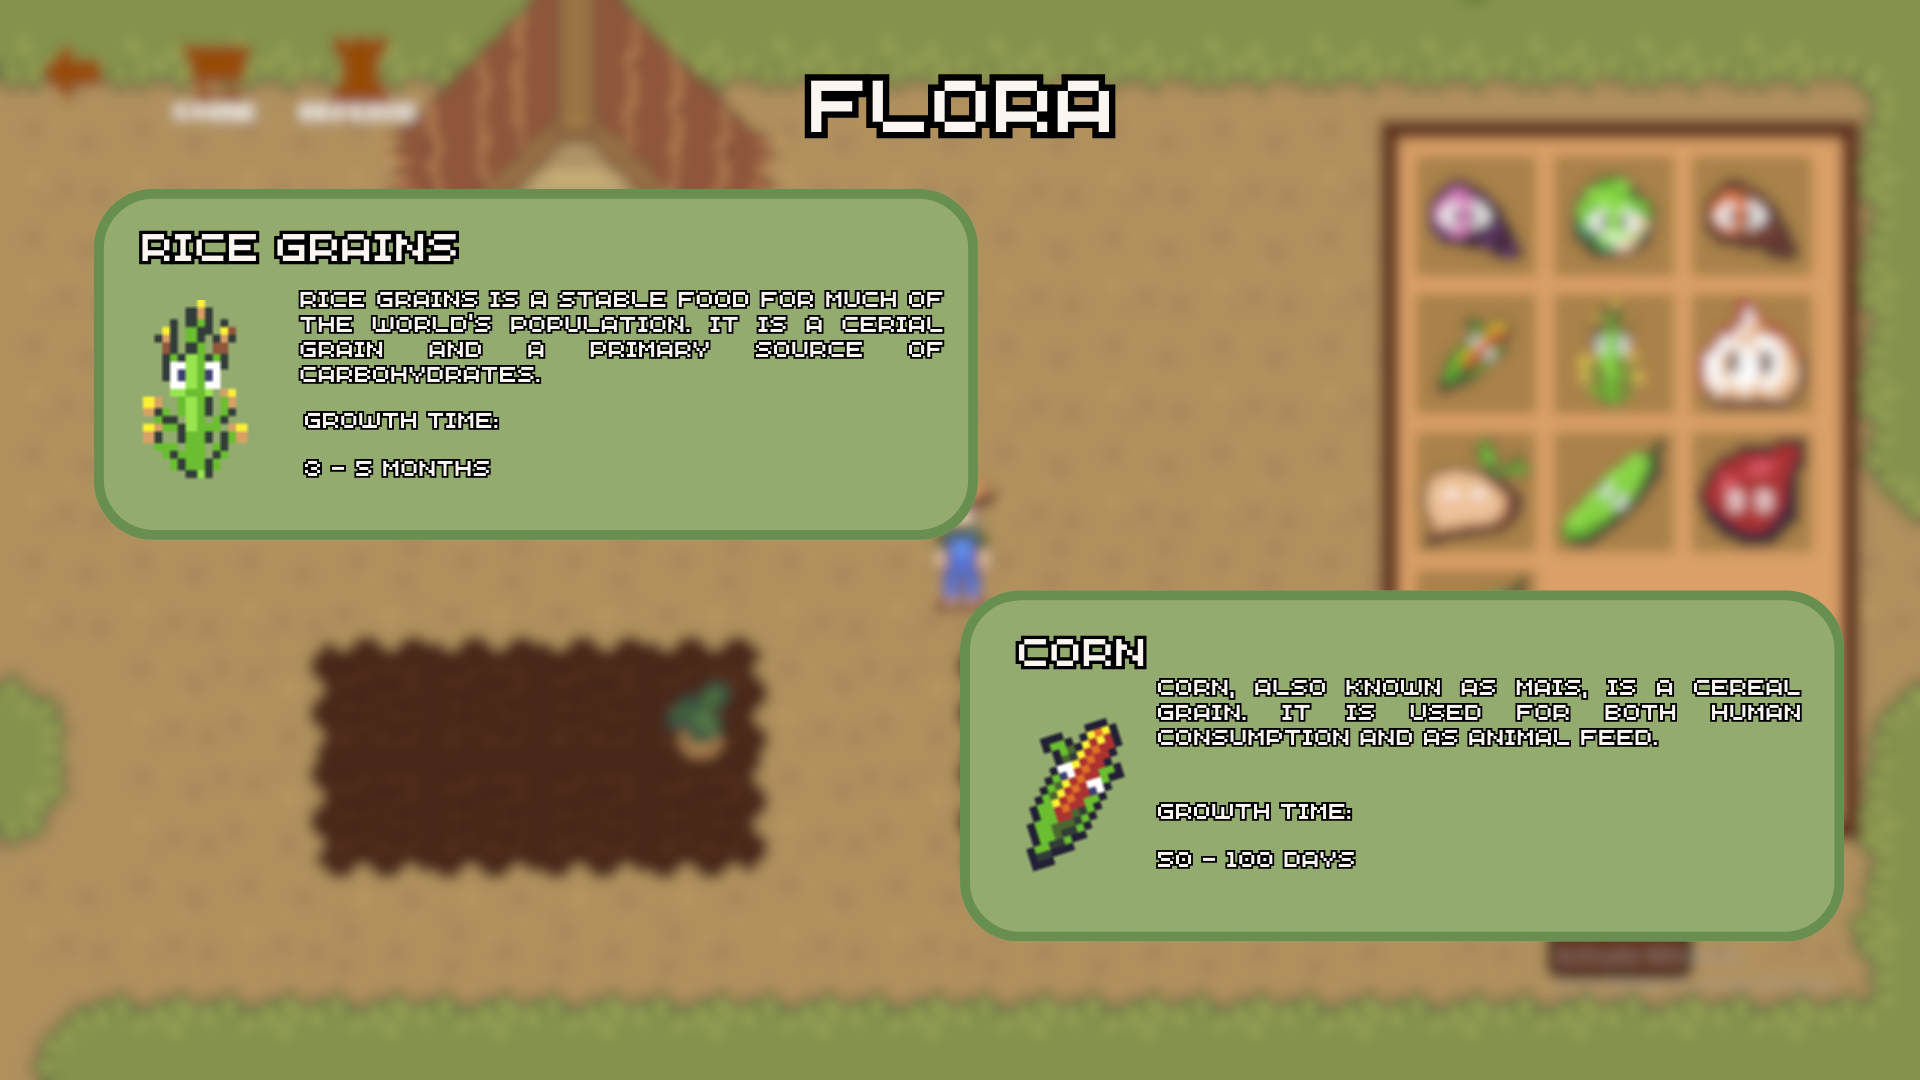 FLORA
RICE GRAINS
RICE GRAINS IS A STABLE FOOD FOR MUCH OF
THE WORLD'S POPULATION. IT IS A CERIAL
GRAIN AND A PRIMARY SOURCE OF
CARBOHYDRATES.
GROWTH TIME:
3 - 5 MONTHS
CORN
CORN, ALSO KNOWN AS MAIS, IS A CEREAL
GRAIN. IT IS USED FOR BOTH HUMAN
CONSUMPTION AND AS ANIMAL FEED.
GROWTH TIME:
50 - 100 DAYS